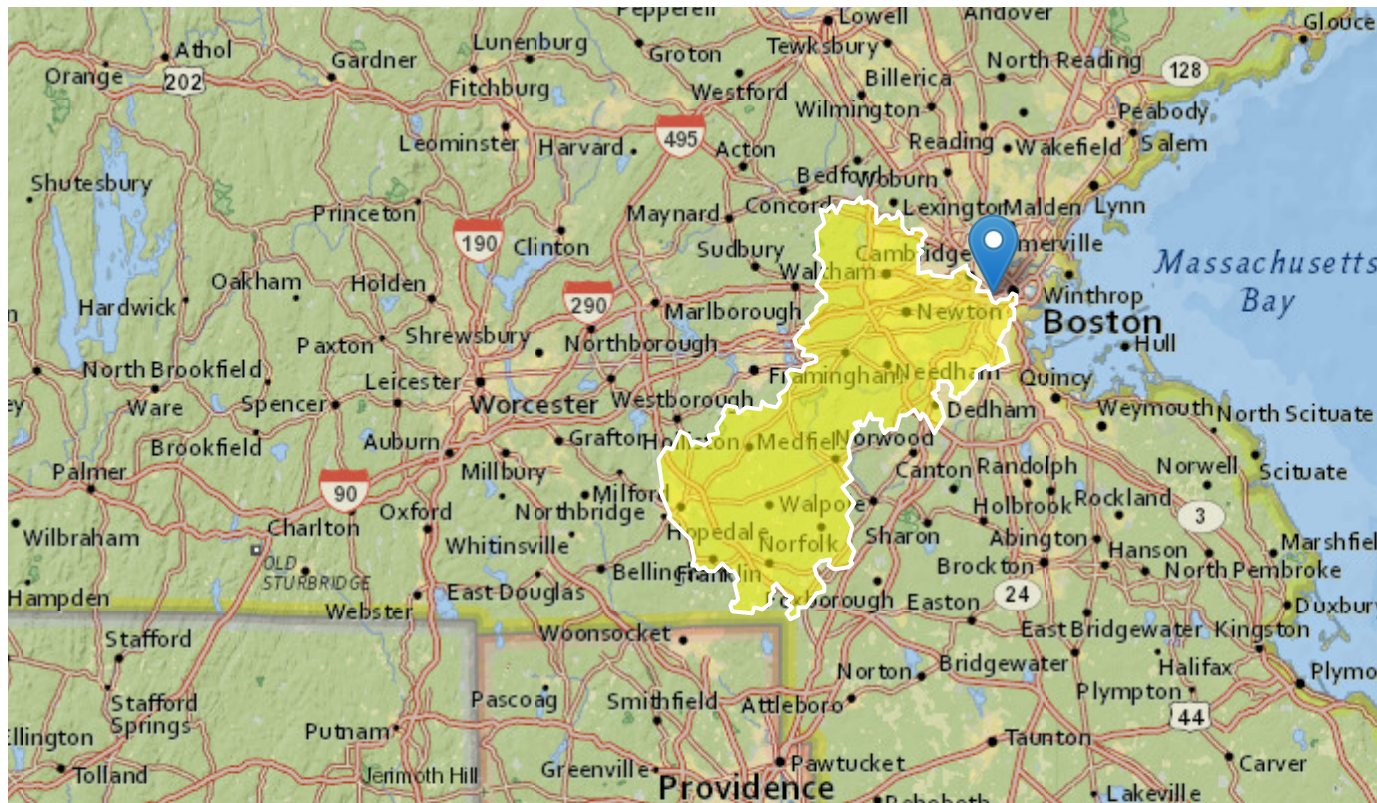 Pepperell
Lowell
Andover
Glouce
Athol
Lunenburg
Groton
Tewksbury
Gardner
North Reading
128
Orange
202
Billerica
Fitchburg
Westford
Wilmington
Peabody
495
Leominster
Harvard
Acton
Reading
Wakefield
Salem
Shutesbury
Bedford
Woburn
Princeton
Maynard
Concord
Lexington
Malden
Lynn
190
Clinton
Sudbury
Cambridge
merville
Massachusetts
Bay
Oakham
Holden
Waltham
Hardwick
290
Marlborough
Newton
Winthrop
Boston
Shrewsbury
Northborough
Paxton
Hull
North Brookfield
Leicester
Framingham
Needham
Quincy
Ware
Spencer
Worcester
Westborough
Dedham
Weymouth
North Scituate
Brookfield
Auburn
Grafton
Holliston
Medfield
Norwood
Palmer
Millbury
Canton
Randolph
Norwell
Scituate
90
Milford
Walpole
Holbrook
Rockland
3
Charlton
Oxford
Northbridge
Hopedale
Sharon
Abington
Wilbraham
Whitinsville
Norfolk
Hanson
Marshfiel
OLD
STURBRIDGE
Bellingham
Franklin
Brockton
North Pembroke
Hampden
Webster
East Douglas
Foxborough
Easton
24
Duxbury
Stafford
Woonsocket
East Bridgewater
Kingston
Norton
Bridgewater
Halifax
Plymo
Stafford
Springs
Pascoag
Smithfield
Attleboro
Plympton
44
Ellington
Putnam
Taunton
Tolland
Jerimoth Hill
Greenville
Pawtucket
Carver
Providence
Rehoboth
Lakeville